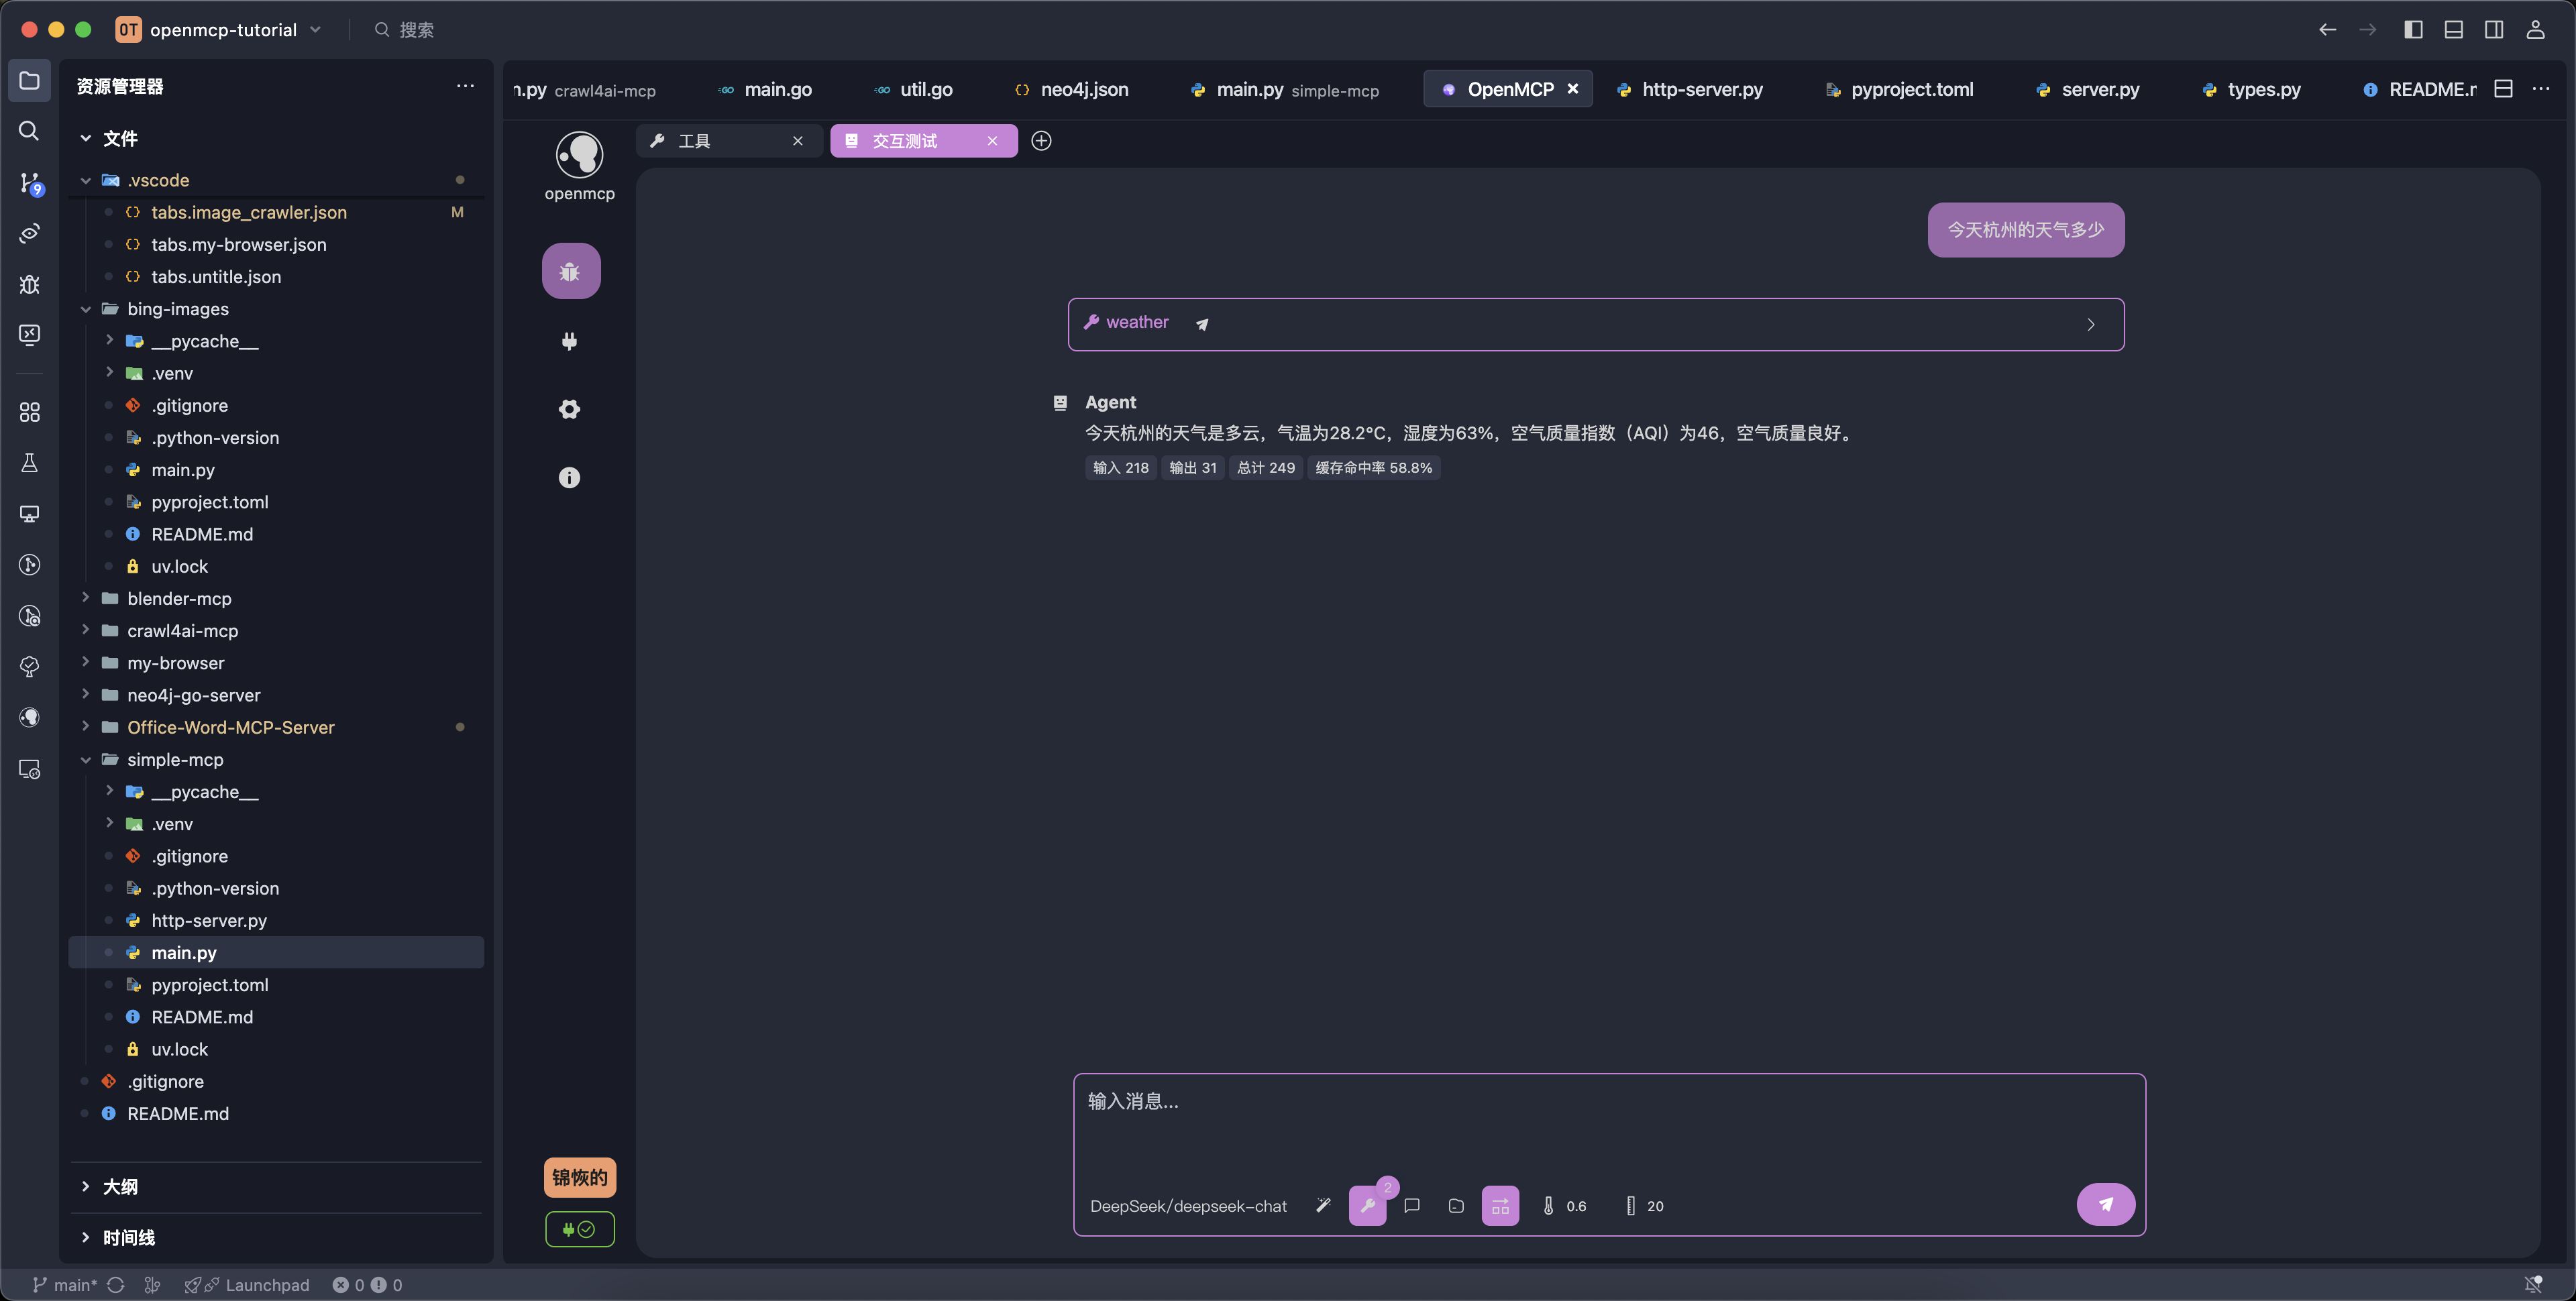 OT openmcp-tutorial 搜索
资源管理器
文件
.vscode
tabs.image_crawler.json M
tabs.my-browser.json
tabs.untitle.json
bing-images
__pycache__
.venv
.gitignore
.python-version
main.py
pyproject.toml
README.md
uv.lock
blender-mcp
crawl4ai-mcp
my-browser
neo4j-go-server
Office-Word-MCP-Server
simple-mcp
__pycache__
.venv
.gitignore
.python-version
http-server.py
main.py
pyproject.toml
README.md
uv.lock
.gitignore
README.md
大纲
时间线
9
n.py crawl4ai-mcp main.go util.go neo4j.json main.py simple-mcp OpenMCP http-server.py pyproject.toml server.py types.py README.r
openmcp
工具 交互测试
今天杭州的天气多少
weather
Agent
今天杭州的天气是多云，气温为28.2°C，湿度为63%，空气质量指数（AQI）为46，空气质量良好。
输入 218 输出 31 总计 249 缓存命中率 58.8%
输入消息...
DeepSeek/deepseek-chat 2 0.6 20
锦恢的
main* Launchpad 0 0